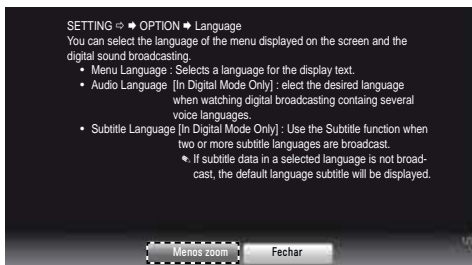 SETTING ⇨ ➡ OPTION ➡ Language
You can select the language of the menu displayed on the screen and the
digital sound broadcasting.
• Menu Language : Selects a language for the display text.
• Audio Language [In Digital Mode Only] : elect the desired language
when watching digital broadcasting containg several
voice languages.
• Subtitle Language [In Digital Mode Only] : Use the Subtitle function when
two or more subtitle languages are broadcast.
✎ If subtitle data in a selected language is not broad-
cast, the default language subtitle will be displayed.
Menos zoom Fechar